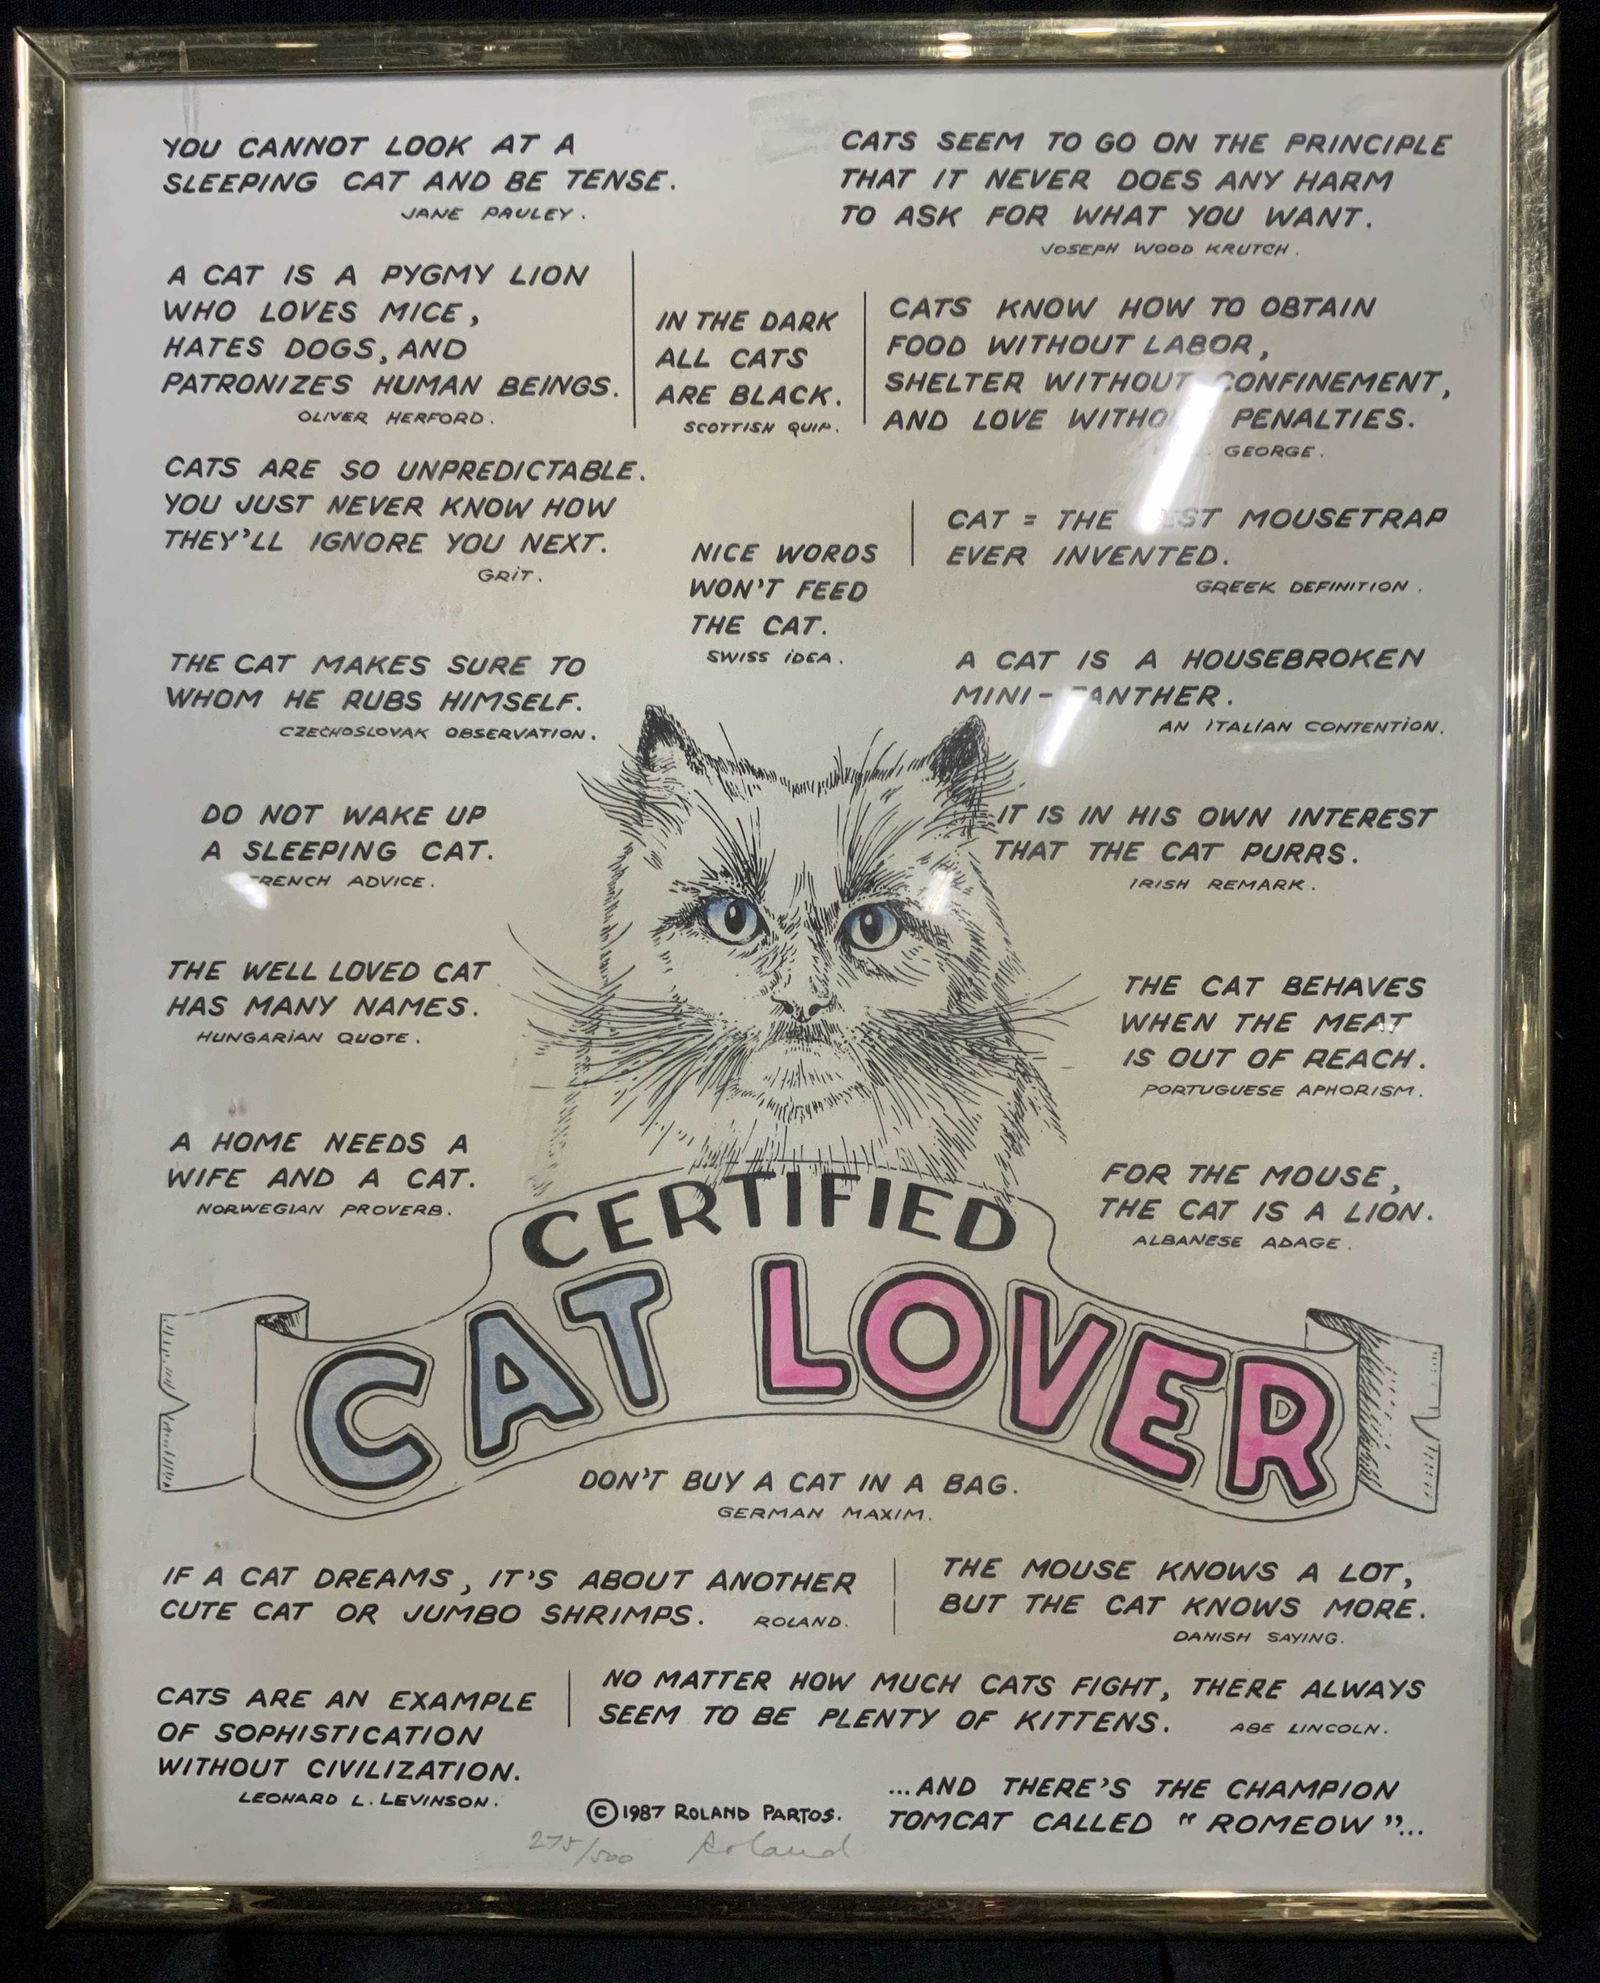 YOU CANNOT LOOK AT A
SLEEPING CAT AND BE TENSE.
JANE PAULEY.
CATS SEEM TO GO ON THE PRINCIPLE
THAT IT NEVER DOES ANY HARM
TO ASK FOR WHAT YOU WANT.
JOSEPH WOOD KRUTCH.
A CAT IS A PYGMY LION
WHO LOVES MICE,
HATES DOGS, AND
PATRONIZES HUMAN BEINGS.
OLIVER HERFORD.
IN THE DARK
ALL CATS
ARE BLACK.
SCOTTISH QUIP.
CATS KNOW HOW TO OBTAIN
FOOD WITHOUT LABOR,
SHELTER WITHOUT CONFINEMENT,
AND LOVE WITHOUT PENALTIES.
GEORGE.
CATS ARE SO UNPREDICTABLE.
YOU JUST NEVER KNOW HOW
THEY'LL IGNORE YOU NEXT.
GRiT.
NICE WORDS
WON'T FEED
THE CAT.
SWISS iDEA.
CAT = THE BEST MOUSETRAP
EVER INVENTED.
GREEK DEFINITION.
THE CAT MAKES SURE TO
WHOM HE RUBS HIMSELF.
CZECHOSLOVAK OBSERVATION.
A CAT IS A HOUSEBROKEN
MINI-PANTHER.
AN ITALIAN CONTENTION.
DO NOT WAKE UP
A SLEEPING CAT.
FRENCH ADVICE.
IT IS IN HIS OWN INTEREST
THAT THE CAT PURRS.
IRISH REMARK.
THE WELL LOVED CAT
HAS MANY NAMES.
HUNGARiAN QUOTE.
THE CAT BEHAVES
WHEN THE MEAT
IS OUT OF REACH.
PORTUGUESE APHORISM.
A HOME NEEDS A
WIFE AND A CAT.
NORWEGIAN PROVERB.
FOR THE MOUSE,
THE CAT IS A LION.
ALBANESE ADAGE.
CERTIFIED
CAT LOVER
DON'T BUY A CAT IN A BAG.
GERMAN MAXIM.
IF A CAT DREAMS, IT'S ABOUT ANOTHER
CUTE CAT OR JUMBO SHRIMPS. ROLAND.
THE MOUSE KNOWS A LOT,
BUT THE CAT KNOWS MORE.
DANISH SAYING.
CATS ARE AN EXAMPLE
OF SOPHISTICATION
WITHOUT CIVILIZATION.
LEONARD L. LEVINSON.
NO MATTER HOW MUCH CATS FIGHT, THERE ALWAYS
SEEM TO BE PLENTY OF KITTENS. ABE LINCOLN.
...AND THERE'S THE CHAMPION
TOMCAT CALLED "ROMEOW"...
©1987 ROLAND PARTOS.
275/500 Roland